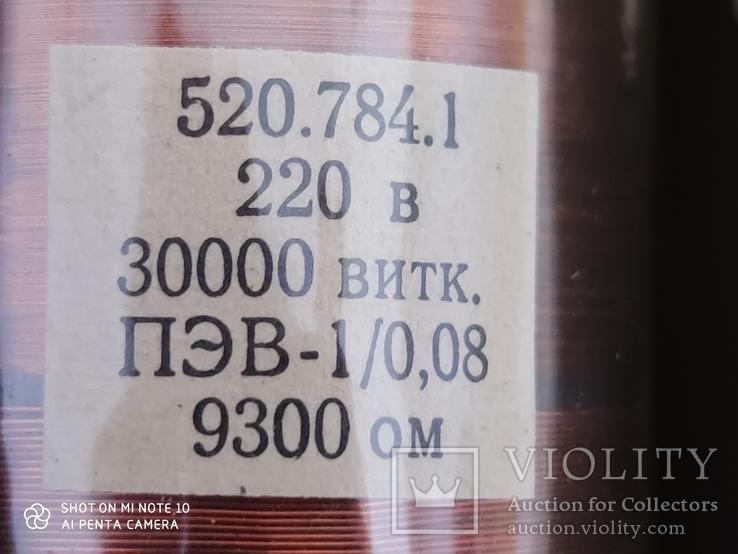 520.784.1
220 в
30000 витк.
ПЭВ-1/0,08
9300 ом
SHOT ON MI NOTE 10
AI PENTA CAMERA
VIOLITY
Auction for Collectors
auction.violity.com